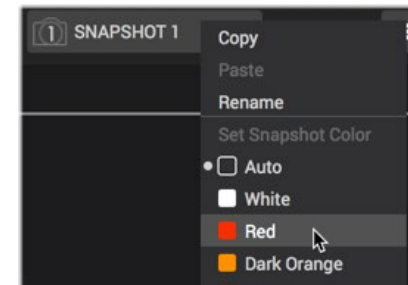 1 SNAPSHOT 1
Copy
Paste
Rename
Set Snapshot Color
Auto
White
Red
Dark Orange